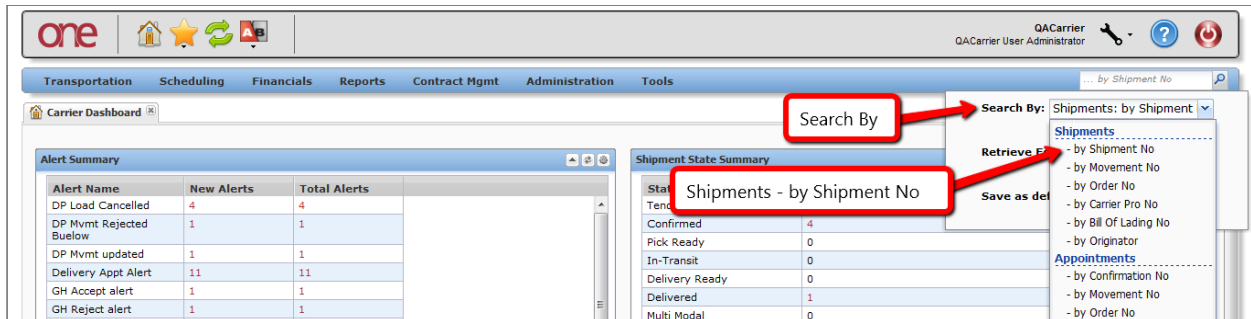 one
AB
QACarrier
QACarrier User Administrator
?
Transportation Scheduling Financials Reports Contract Mgmt Administration Tools
... by Shipment No
Carrier Dashboard
Search By
Search By: Shipments: by Shipment
Shipments
- by Shipment No
- by Movement No
- by Order No
- by Carrier Pro No
- by Bill Of Lading No
- by Originator
Appointments
- by Confirmation No
- by Movement No
- by Order No
Retrieve
Save as
Shipments - by Shipment No
Alert Summary
Alert Name New Alerts Total Alerts
DP Load Cancelled 4 4
DP Mvmt Rejected Buelow 1 1
DP Mvmt updated 1 1
Delivery Appt Alert 11 11
GH Accept alert 1 1
GH Reject alert 1 1
Shipment State Summary
Confirmed 4
Pick Ready 0
In-Transit 0
Delivery Ready 0
Delivered 1
Multi Modal 0